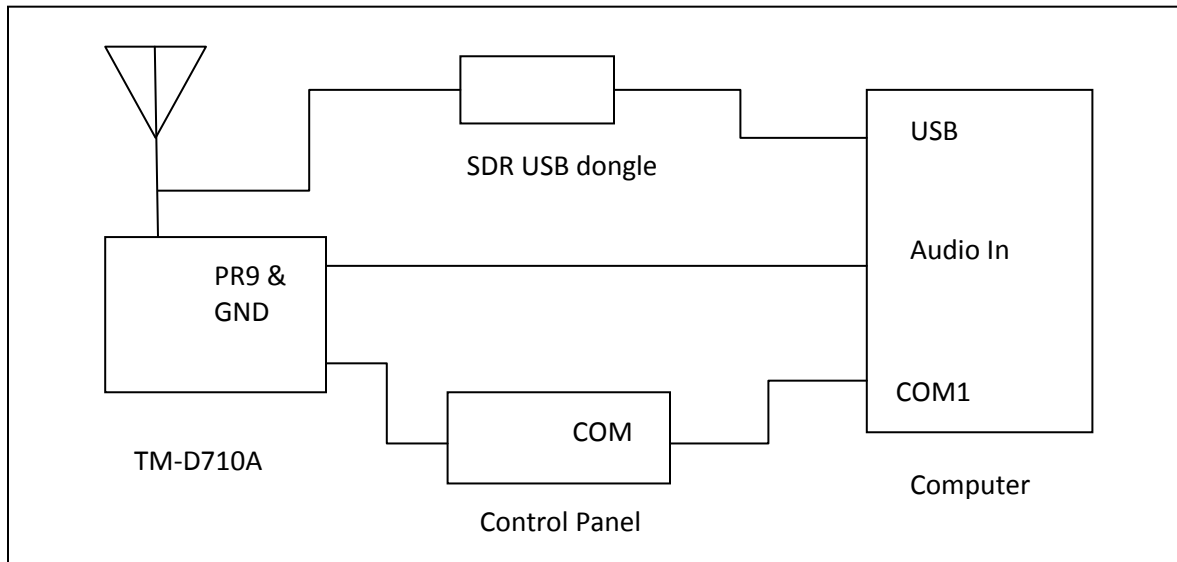 USB
SDR USB dongle
Audio In
PR9 &
GND
COM1
COM
TM-D710A
Computer
Control Panel